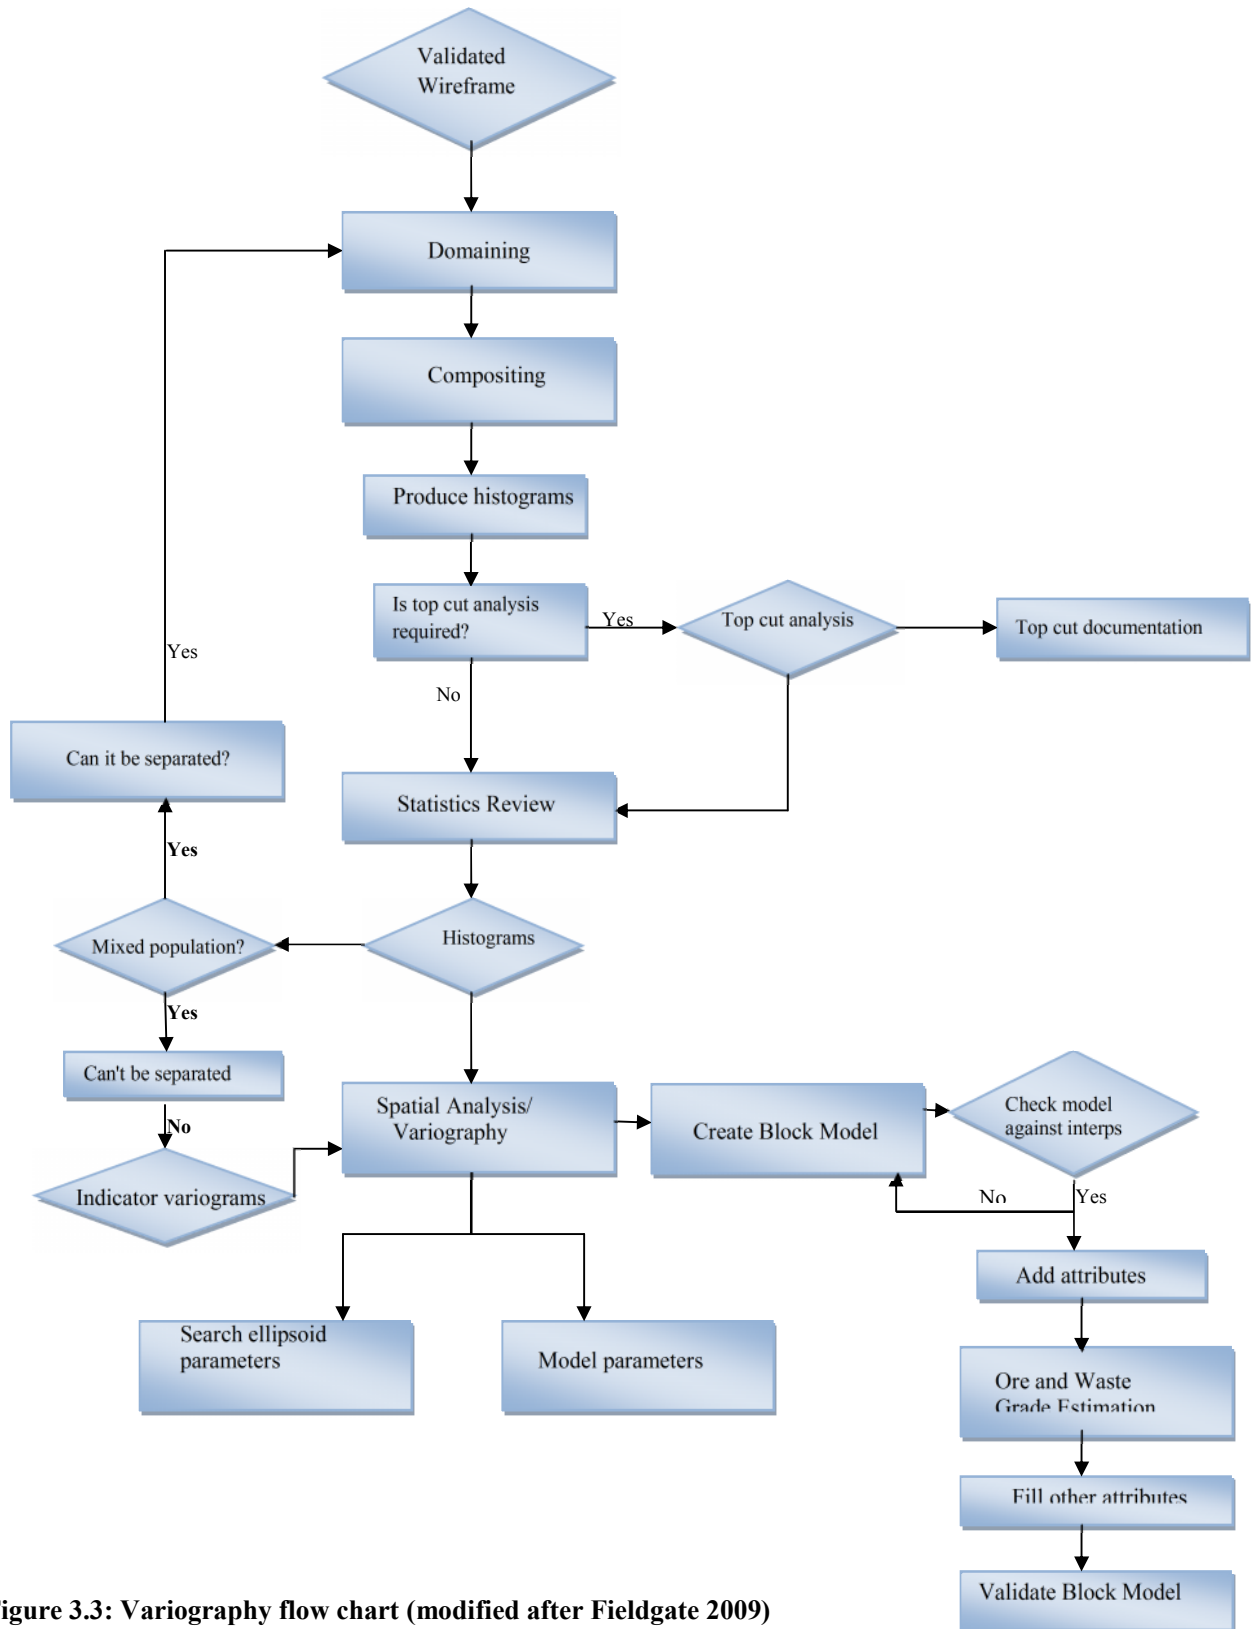 Validated
Wireframe
Domaining
Compositing
Produce histograms
Is top cut analysis
required?
Yes
Top cut analysis
Top cut documentation
No
Yes
Can it be separated?
Statistics Review
Yes
Mixed population?
Histograms
Yes
Can't be separated
No
Indicator variograms
Spatial Analysis/
Variography
Create Block Model
Check model
against interps
No
Yes
Add attributes
Search ellipsoid
parameters
Model parameters
Ore and Waste
Grade Estimation
Fill other attributes
Validate Block Model
igure 3.3: Variography flow chart (modified after Fieldgate 2009)